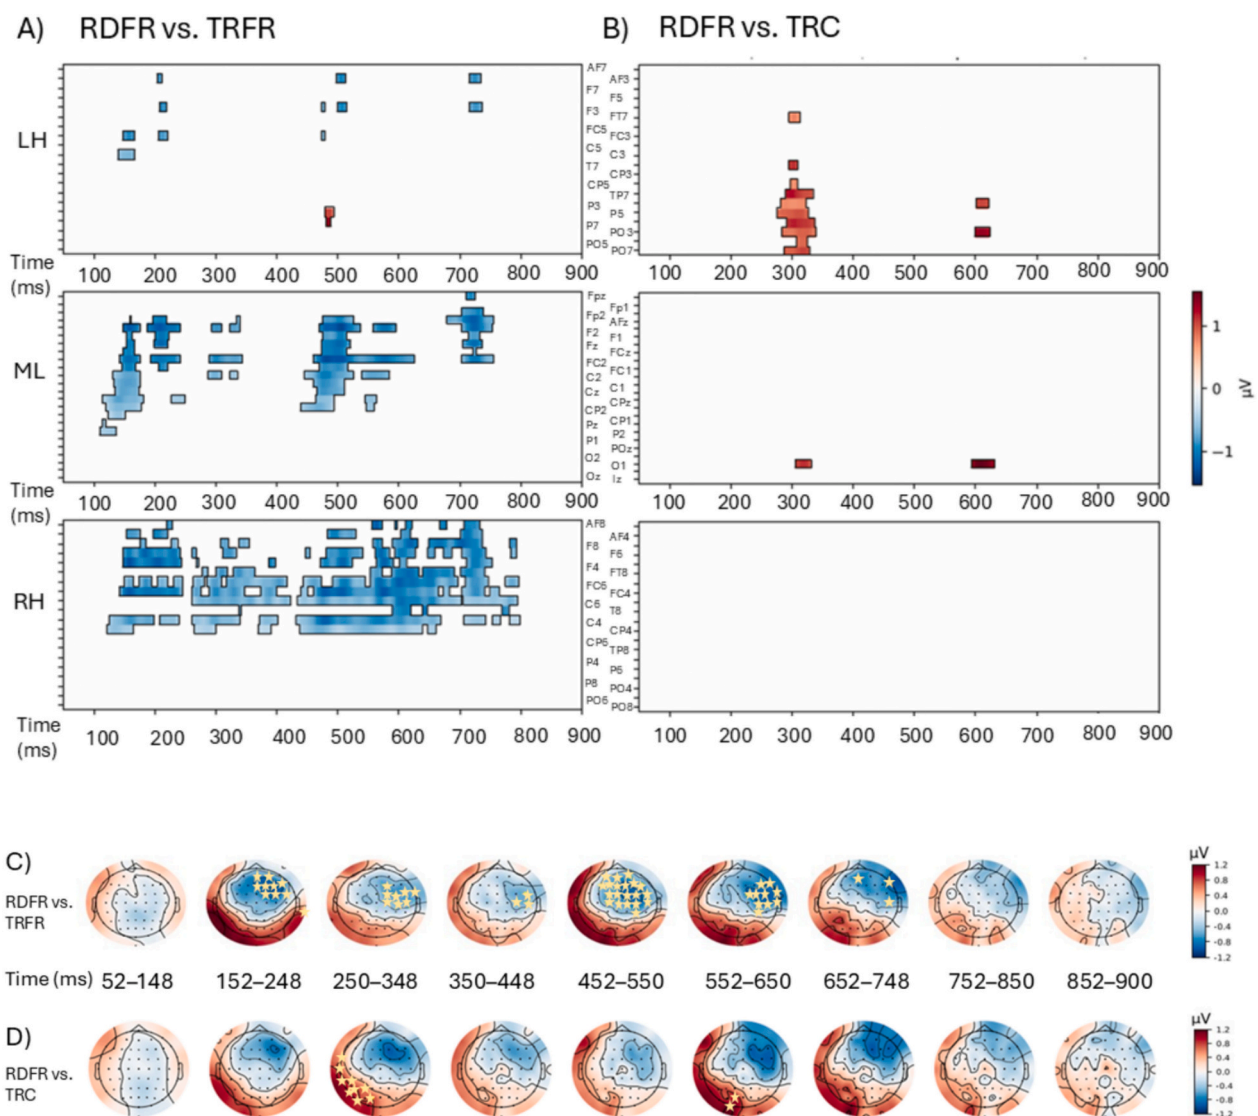 A) RDFR vs. TRFR
B) RDFR vs. TRC
LH
AF7
F7
F3
FC5
C5
T7
CP5
P3
P7
PO5
AF3
F5
FT7
FC3
C3
CP3
TP7
P5
PO3
PO7
Time
(ms)
100 200 300 400 500 600 700 800 900
100 200 300 400 500 600 700 800 900
ML
Fpz
Fp2
F2
Fz
FC2
C2
Cz
CP2
Pz
P1
O2
Oz
Fp1
AFz
F1
FCz
FC1
C1
CPz
CP1
P2
POz
O1
Iz
1
0
−1
μV
Time
(ms)
100 200 300 400 500 600 700 800 900
100 200 300 400 500 600 700 800 900
RH
AF8
F8
F4
FC6
C6
C4
CP6
P4
P8
PO6
AF4
F6
FT8
FC4
T8
CP4
TP8
P6
PO4
PO8
Time
(ms)
100 200 300 400 500 600 700 800 900
100 200 300 400 500 600 700 800 900
C)
RDFR vs.
TRFR
μV
1.2
0.8
0.4
0.0
-0.4
-0.8
-1.2
Time (ms) 52–148 152–248 250–348 350–448 452–550 552–650 652–748 752–850 852–900
D)
RDFR vs.
TRC
μV
1.2
0.8
0.4
0.0
-0.4
-0.8
-1.2